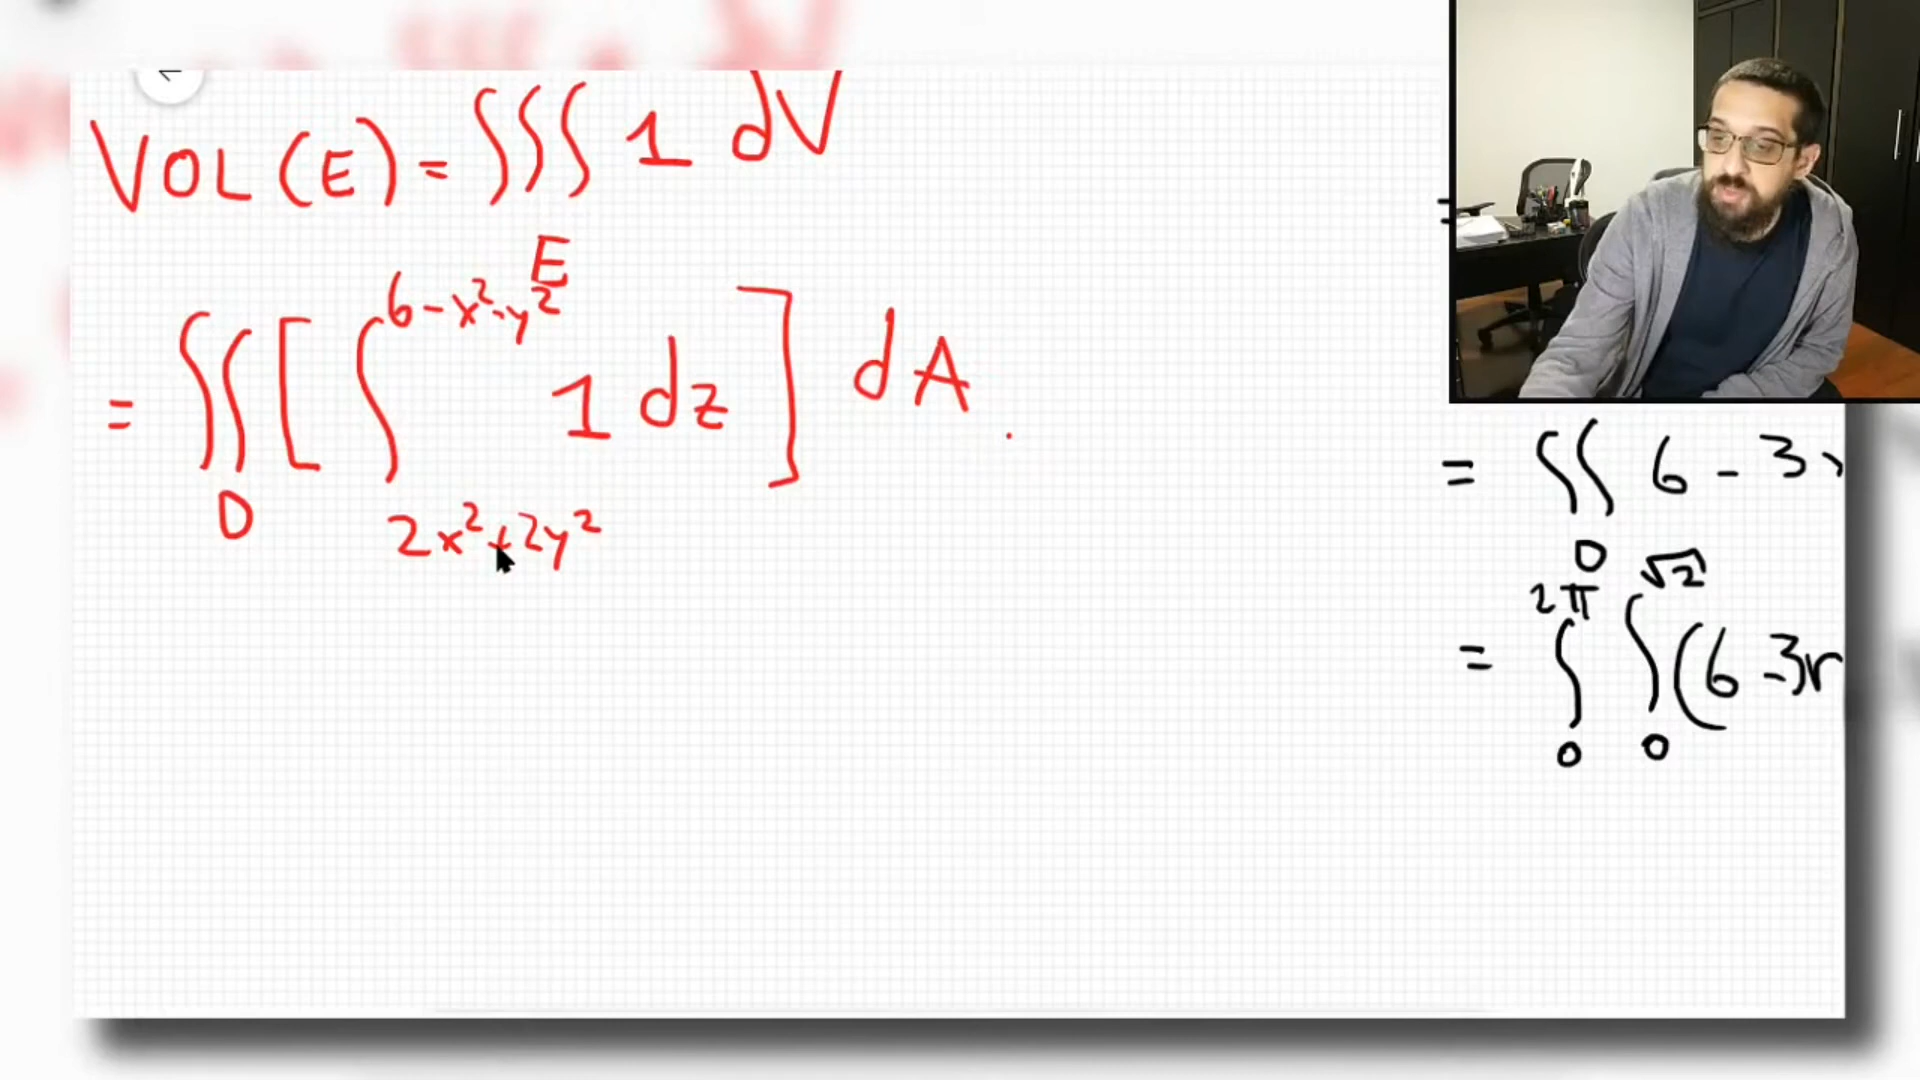 VOL(E) = ∭ 1 dV
E
= ∬ [ ∫ 1 dz ] dA
6 - x² - y²
D
2x² + 2y²
= ∬ 6 - 3
D
2π √2
= ∫ ∫ (6 - 3r
0 0